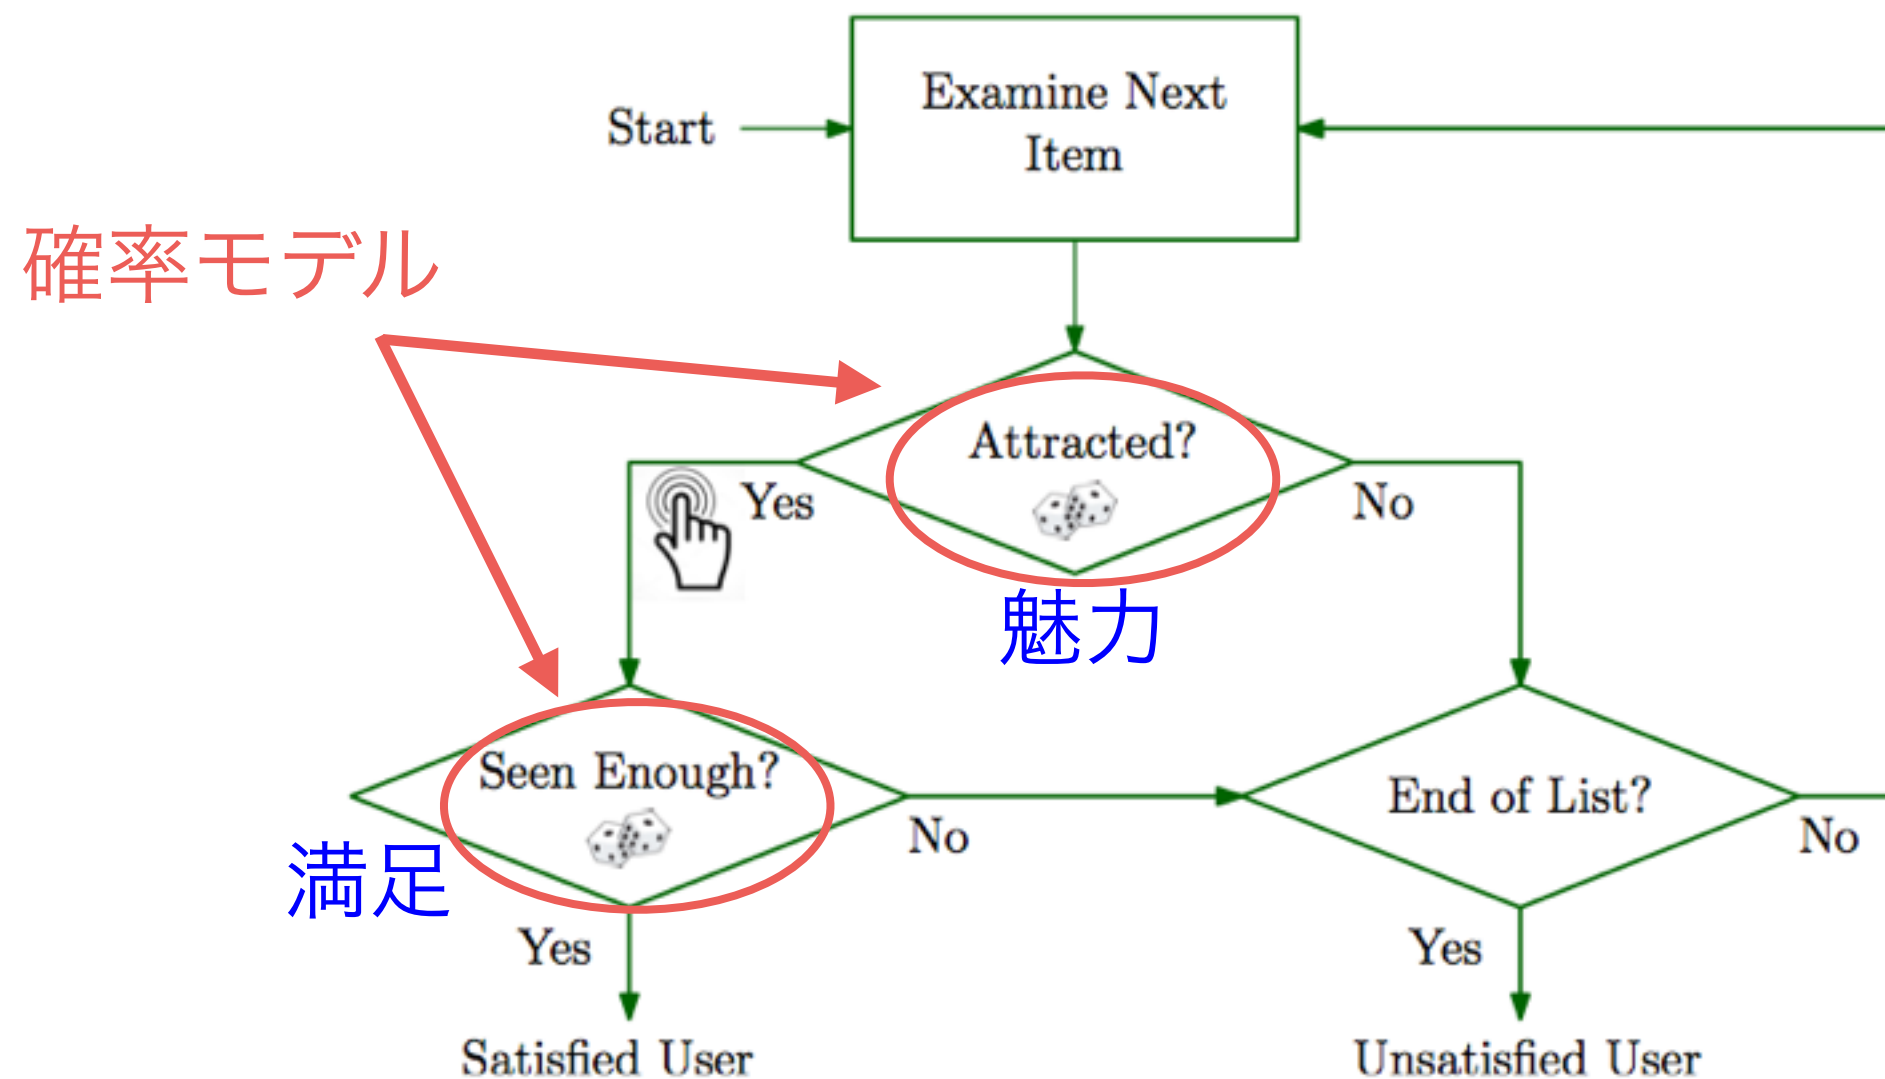 Examine Next
Item
Start
確率モデル
Attracted?
Yes
No
魅力
Seen Enough?
End of List?
No
No
満足
Yes
Yes
Satisfied User
Unsatisfied User